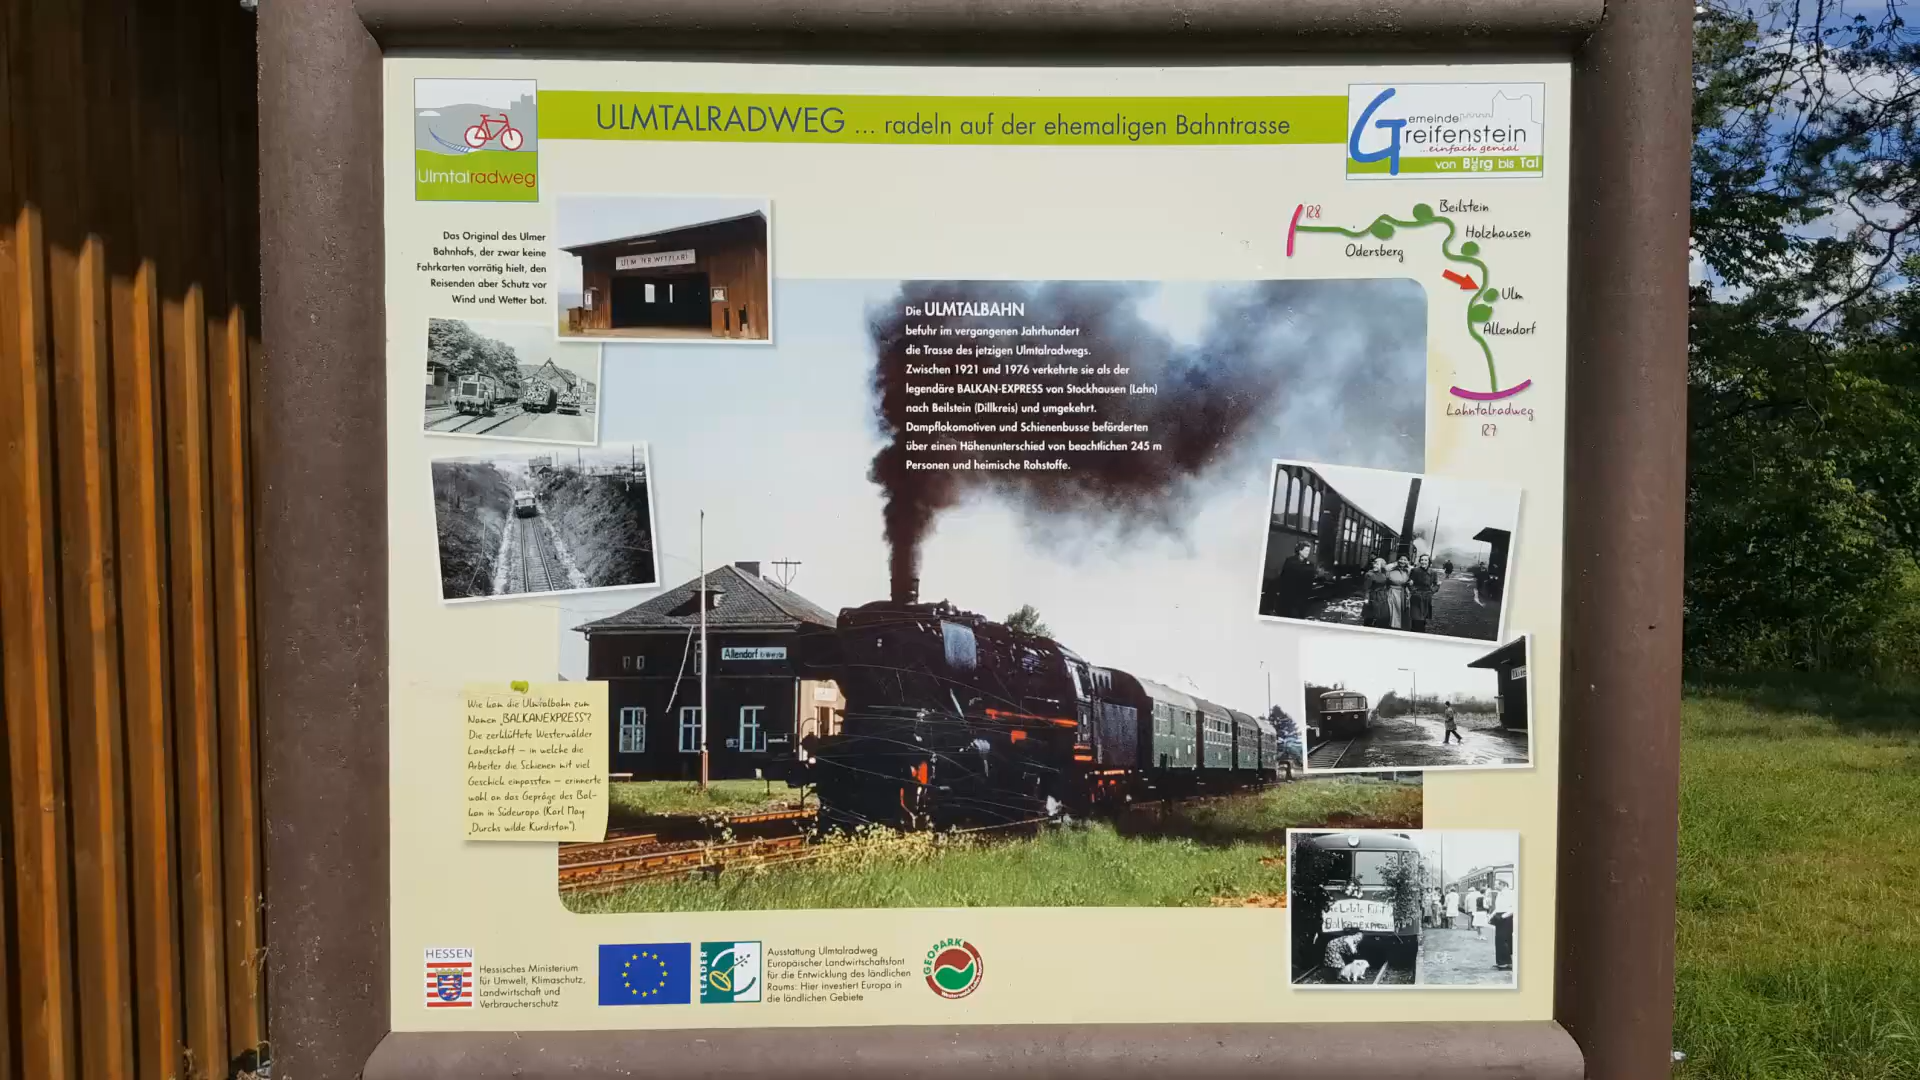 ULMTALRADWEG ... radeln auf der ehemaligen Bahntrasse
Ulmtalradweg
Gemeinde
Greifenstein
...einfach genial
von Burg bis Tal
Das Original des Ulmer
Bahnhofs, der zwar keine
Fahrkarten vorrätig hielt, den
Reisenden aber Schutz vor
Wind und Wetter bot.
R8
Beilstein
Odersberg
Holzhausen
Ulm
Allendorf
Lahntalradweg
R7
Die ULMTALBAHN
befuhr im vergangenen Jahrhundert
die Trasse des jetzigen Ulmtalradwegs.
Zwischen 1921 und 1976 verkehrte sie als der
legendäre BALKAN-EXPRESS von Stockhausen (Lahn)
nach Beilstein (Dillkreis) und umgekehrt.
Dampflokomotiven und Schienenbusse beförderten
über einen Höhenunterschied von beachtlichen 245 m
Personen und heimische Rohstoffe.
Allendorf
Wie kam die Ulmtalbahn zum
Namen „BALKANEXPRESS"?
Die zerklüftete Westerwälder
Landschaft – in welche die
Arbeiter die Schienen mit viel
Geschick einpassten – erinnerte
wohl an das Gepräge des Bal-
kan in Südeuropa (Karl May
„Durchs wilde Kurdistan").
Die Letzte Fahrt
Balkanexpress
HESSEN
Hessisches Ministerium
für Umwelt, Klimaschutz,
Landwirtschaft und
Verbraucherschutz
LEADER
Ausstattung Ulmtalradweg
Europäischer Landwirtschaftsfont
für die Entwicklung des ländlichen
Raums: Hier investiert Europa in
die ländlichen Gebiete
GEOPARK